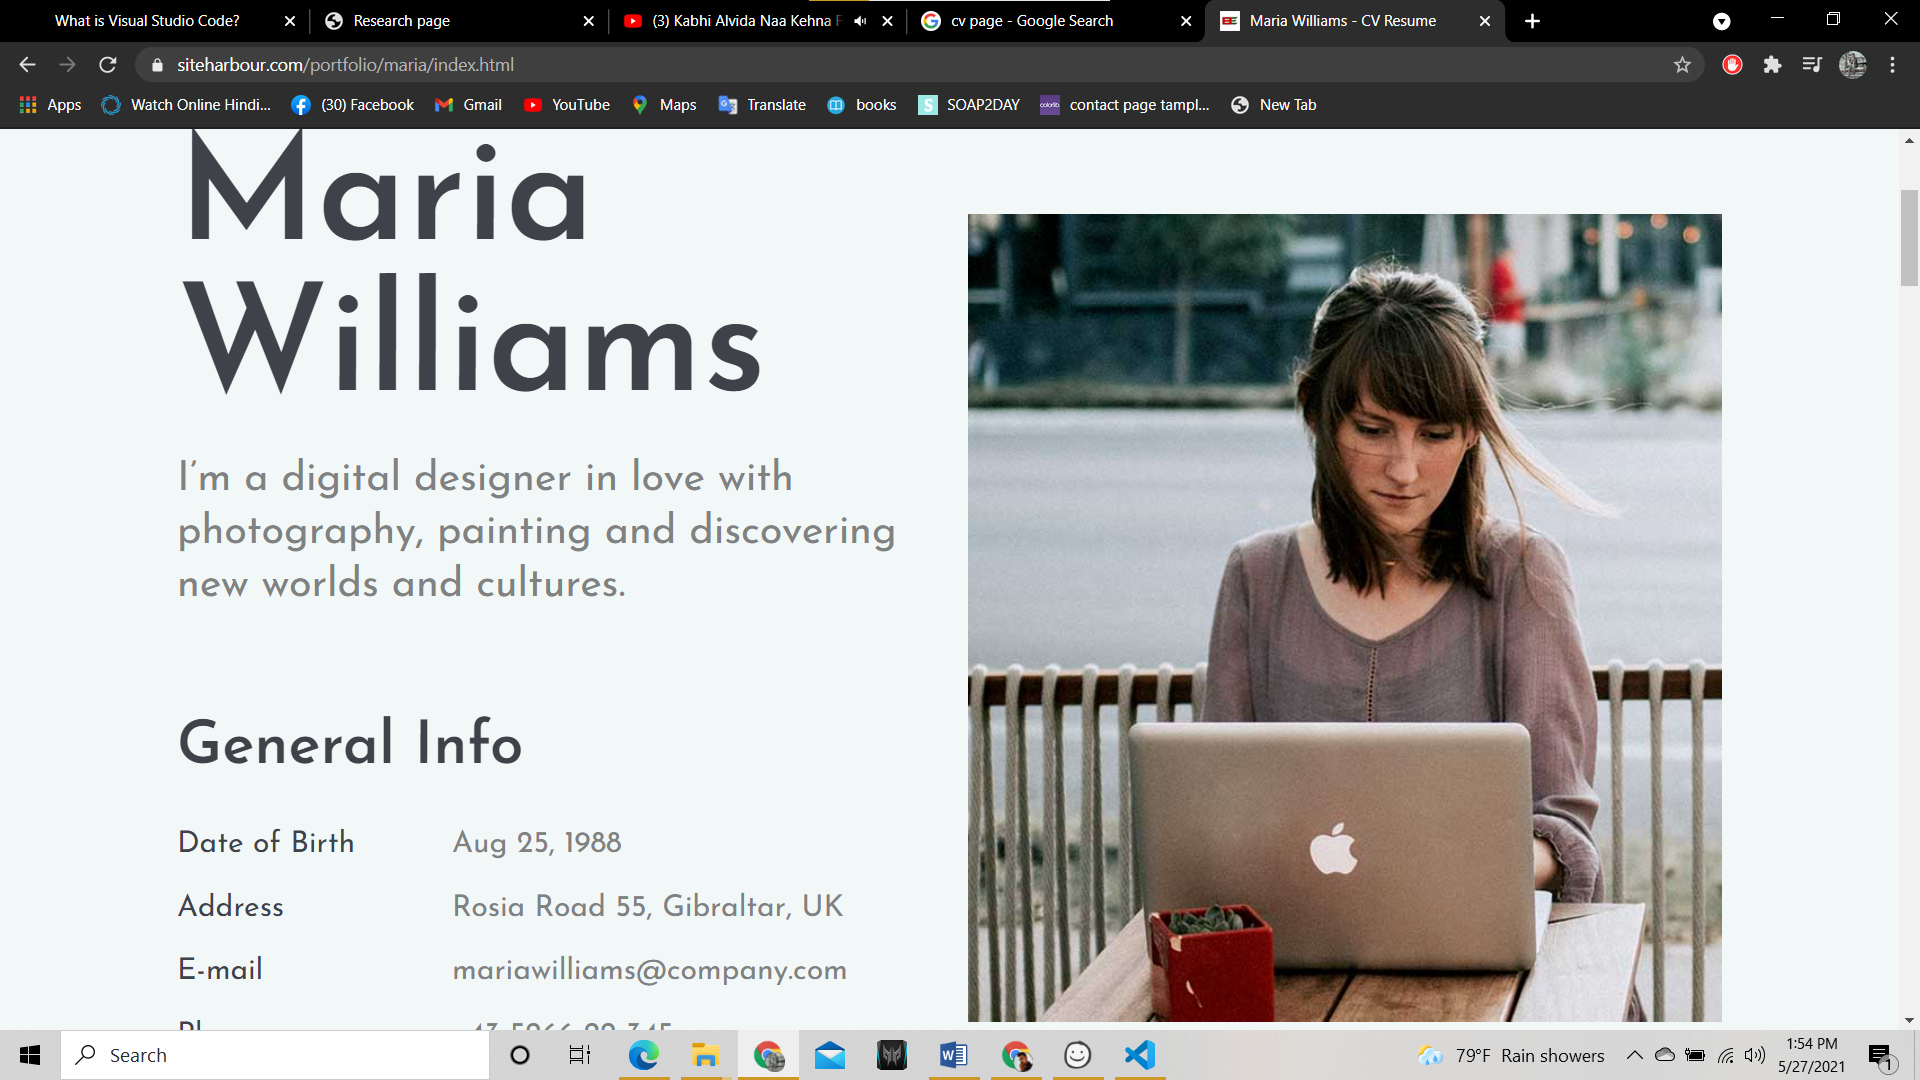 What is Visual Studio Code?
Research page
(3) Kabhi Alvida Naa Kehna F
cv page - Google Search
Maria Williams - CV Resume
siteharbour.com/portfolio/maria/index.html
Apps
Watch Online Hindi...
(30) Facebook
Gmail
YouTube
Maps
Translate
books
S SOAP2DAY
colorlib contact page tampl...
New Tab
Maria
Williams
I'm a digital designer in love with
photography, painting and discovering
new worlds and cultures.
General Info
Date of Birth Aug 25, 1988
Address Rosia Road 55, Gibraltar, UK
E-mail mariawilliams@company.com
Search
79°F Rain showers
1:54 PM
5/27/2021
1